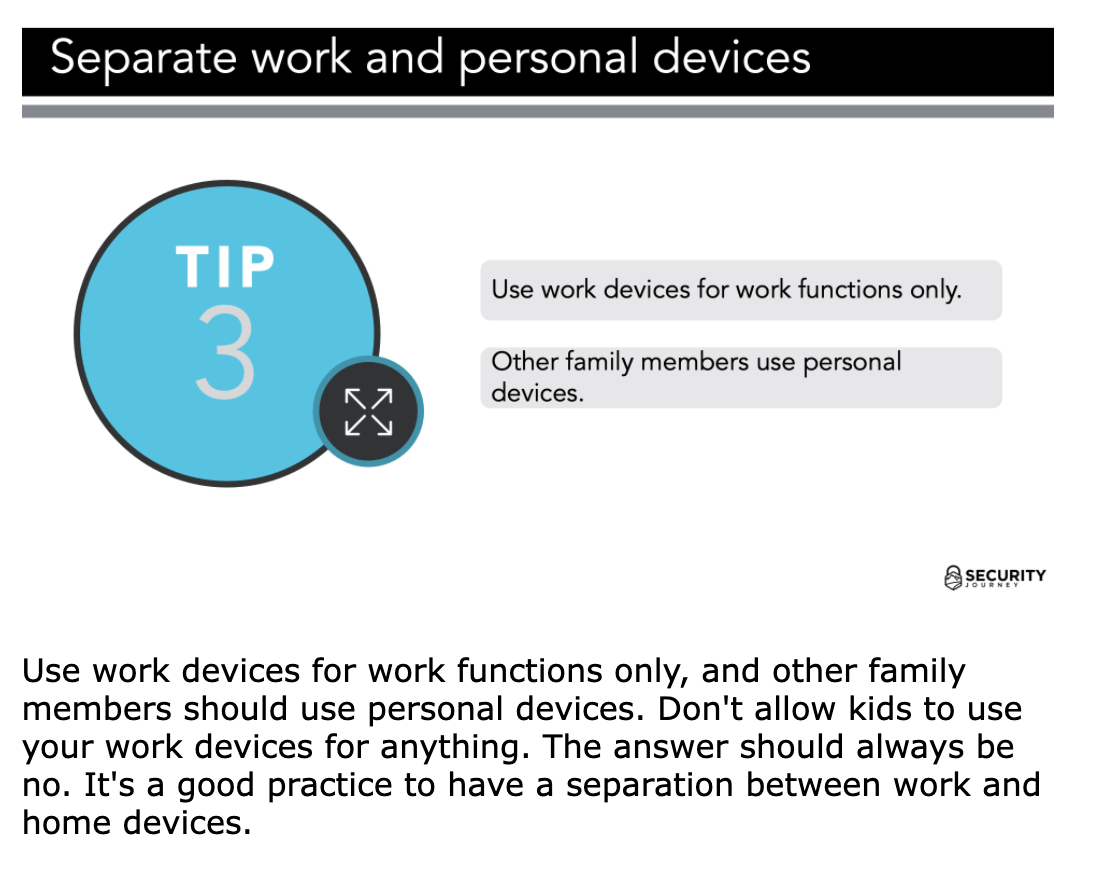 Separate work and personal devices
TIP
3
Use work devices for work functions only.
Other family members use personal
devices.
SECURITY
JOURNEY
Use work devices for work functions only, and other family
members should use personal devices. Don't allow kids to use
your work devices for anything. The answer should always be
no. It's a good practice to have a separation between work and
home devices.